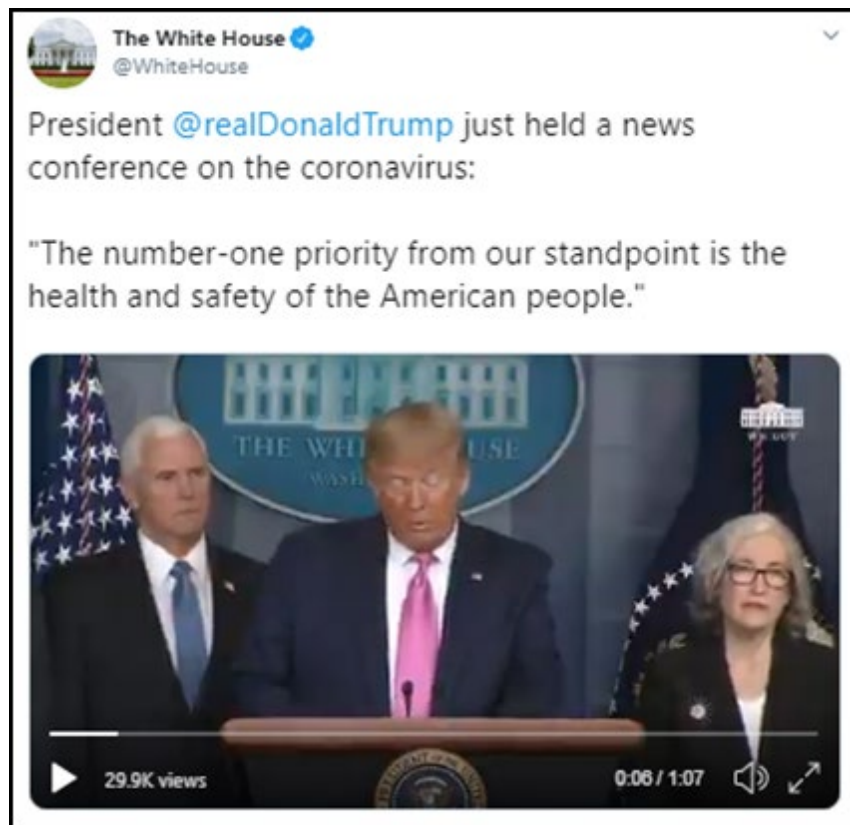 The White House
@WhiteHouse
President @realDonaldTrump just held a news
conference on the coronavirus:
"The number-one priority from our standpoint is the
health and safety of the American people."
THE WH USE
WASH
29.9K views
0:06 / 1:07